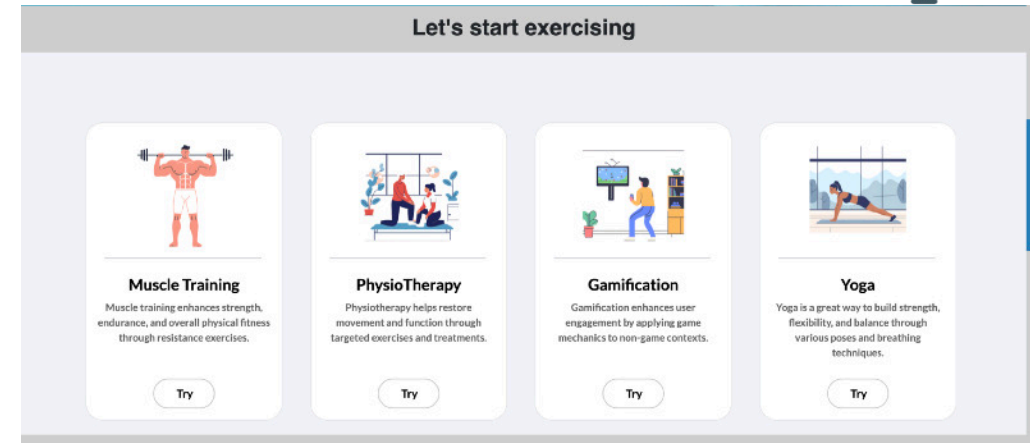 Let's start exercising
Muscle Training
Muscle training enhances strength,
endurance, and overall physical fitness
through resistance exercises.
Try
PhysioTherapy
Physiotherapy helps restore
movement and function through
targeted exercises and treatments.
Try
Gamification
Gamification enhances user
engagement by applying game
mechanics to non-game contexts.
Try
Yoga
Yoga is a great way to build strength,
flexibility, and balance through
various poses and breathing
techniques.
Try